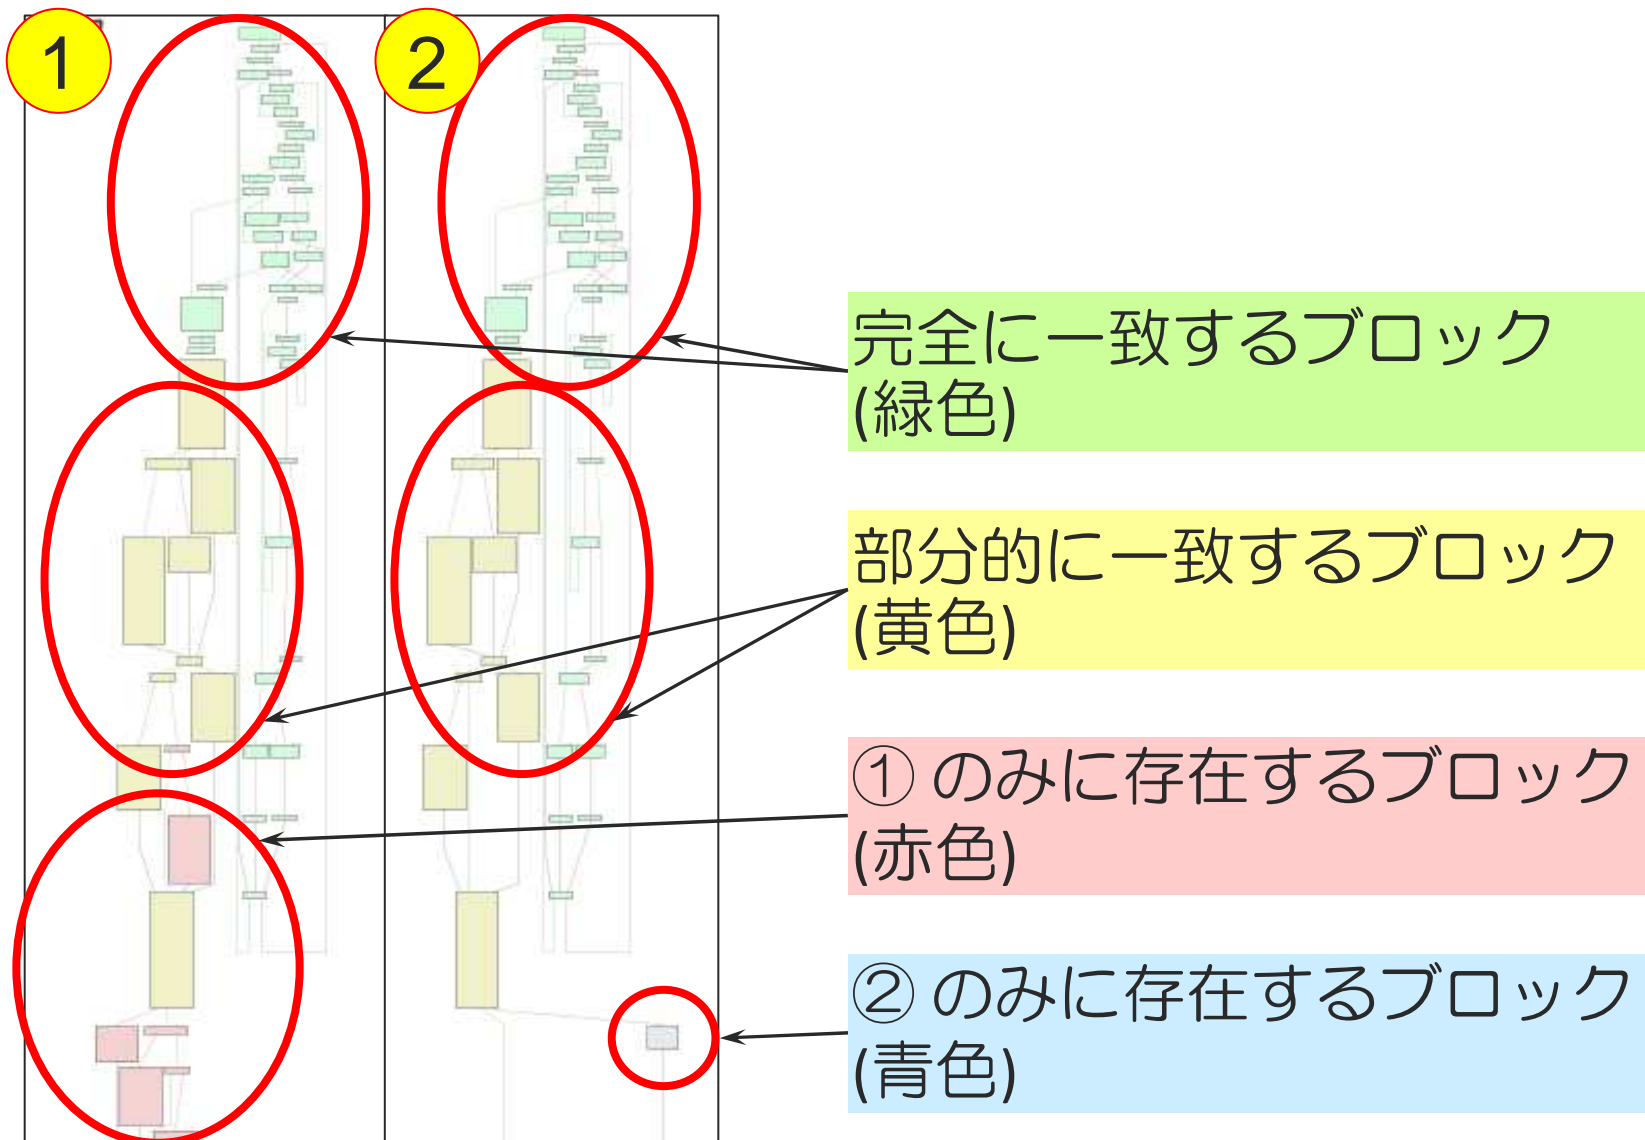 1
2
完全に一致するブロック
(緑色)
部分的に一致するブロック
(黄色)
① のみに存在するブロック
(赤色)
② のみに存在するブロック
(青色)